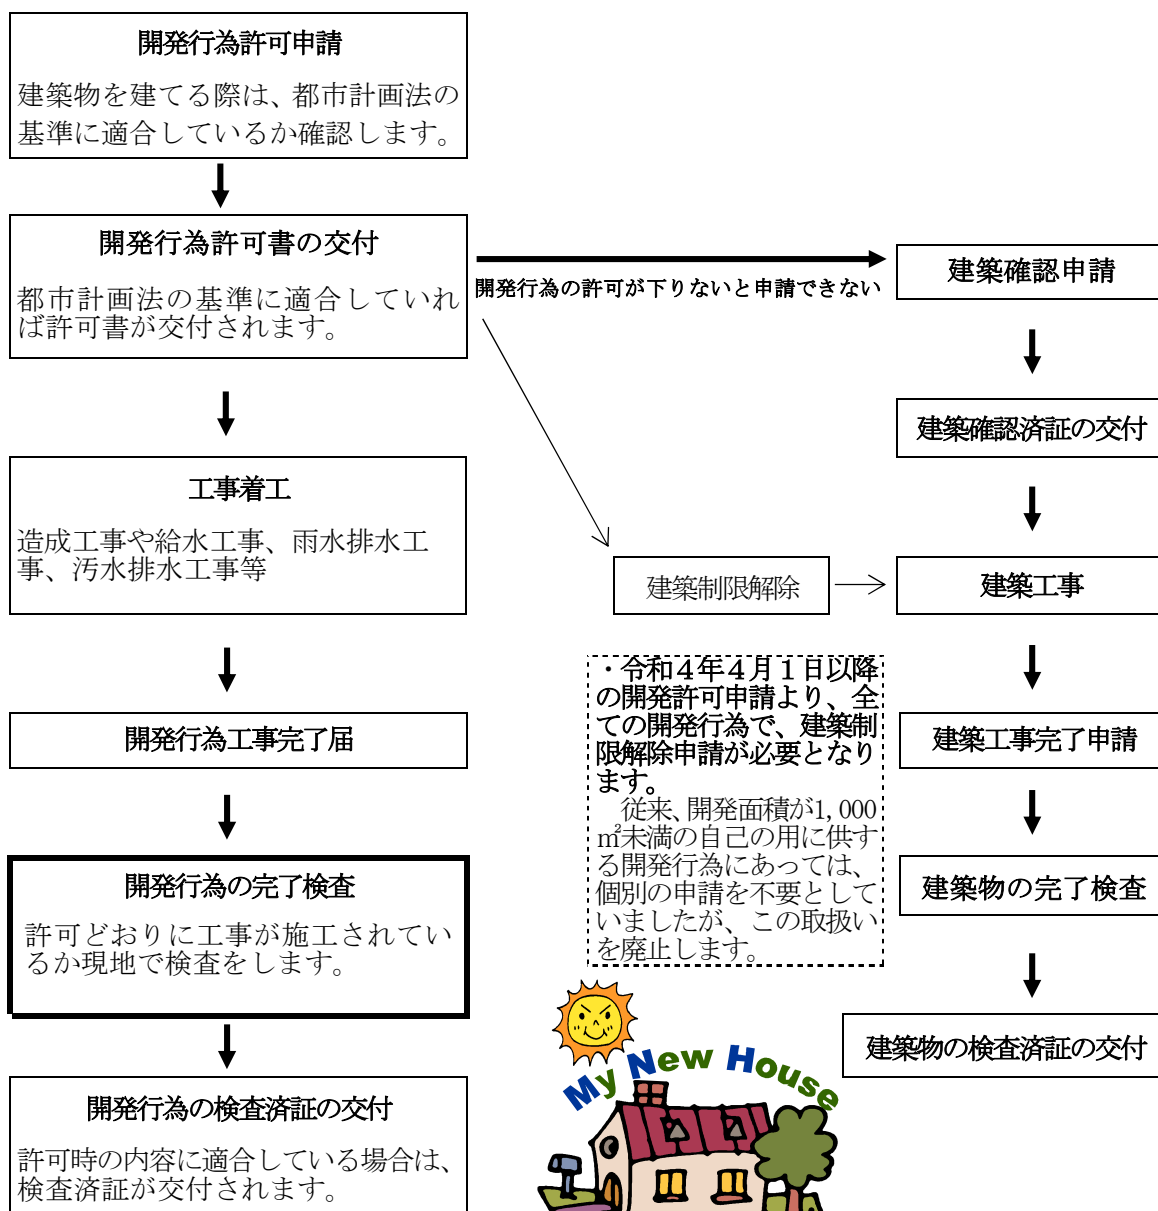 開発行為許可申請
建築物を建てる際は、都市計画法の
基準に適合しているか確認します。
開発行為許可書の交付
都市計画法の基準に適合していれ
ば許可書が交付されます。
開発行為の許可が下りないと申請できない
建築確認申請
建築確認済証の交付
工事着工
造成工事や給水工事、雨水排水工
事、汚水排水工事等
建築制限解除
建築工事
・令和４年４月１日以降
の開発許可申請より、全
ての開発行為で、建築制
限解除申請が必要となり
ます。
従来、開発面積が1,000
㎡未満の自己の用に供す
る開発行為にあっては、
個別の申請を不要として
いましたが、この取扱い
を廃止します。
開発行為工事完了届
建築工事完了申請
開発行為の完了検査
許可どおりに工事が施工されてい
るか現地で検査をします。
建築物の完了検査
建築物の検査済証の交付
開発行為の検査済証の交付
許可時の内容に適合している場合は、
検査済証が交付されます。
My New House